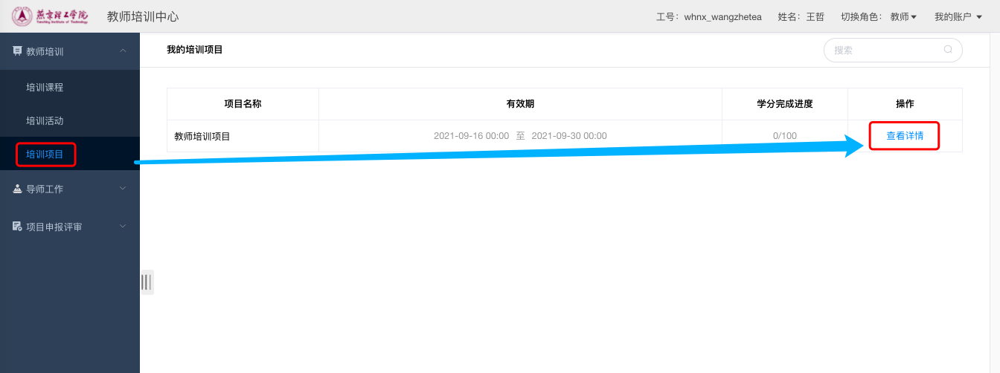 燕京理工学院
Yanching Institute of Technology
教师培训中心
工号：whnx_wangzhetea 姓名：王哲 切换角色：教师 我的账户
教师培训
培训课程
培训活动
培训项目
导师工作
项目申报评审
我的培训项目
搜索
项目名称 有效期 学分完成进度 操作
教师培训项目 2021-09-16 00:00 至 2021-09-30 00:00 0/100 查看详情